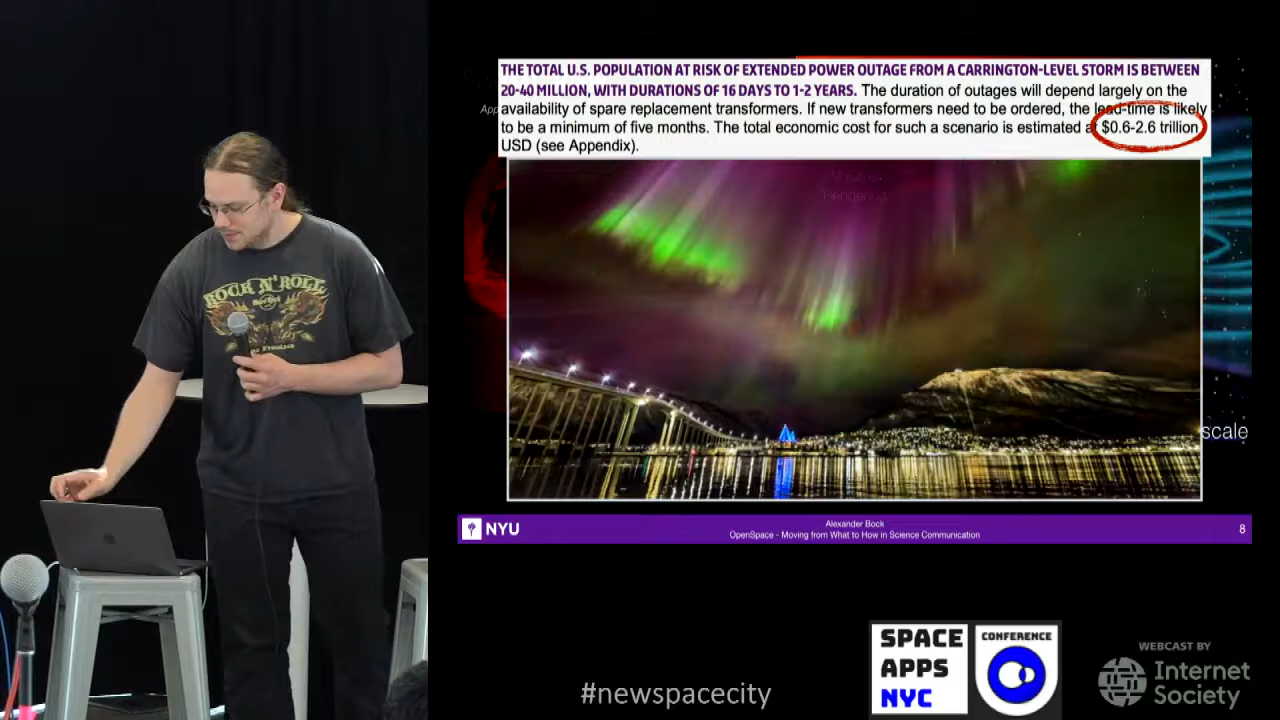 THE TOTAL U.S. POPULATION AT RISK OF EXTENDED POWER OUTAGE FROM A CARRINGTON-LEVEL STORM IS BETWEEN
20-40 MILLION, WITH DURATIONS OF 16 DAYS TO 1-2 YEARS. The duration of outages will depend largely on the
availability of spare replacement transformers. If new transformers need to be ordered, the lead-time is likely
to be a minimum of five months. The total economic cost for such a scenario is estimated at $0.6-2.6 trillion
USD (see Appendix).
Rendering
scale
ROCK N' ROLL
NYU
Alexander Bock
OpenSpace - Moving from What to How in Science Communication
8
#newspacecity
SPACE
APPS
NYC
CONFERENCE
WEBCAST BY
Internet
Society